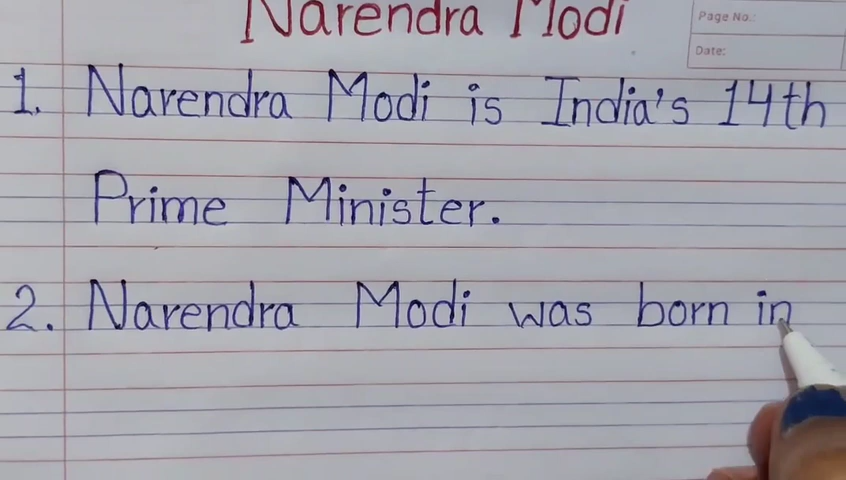 Narendra Modi
Page No.:
Date:
1. Narendra Modi is India's 14th
Prime Minister.
2. Narendra Modi was born in